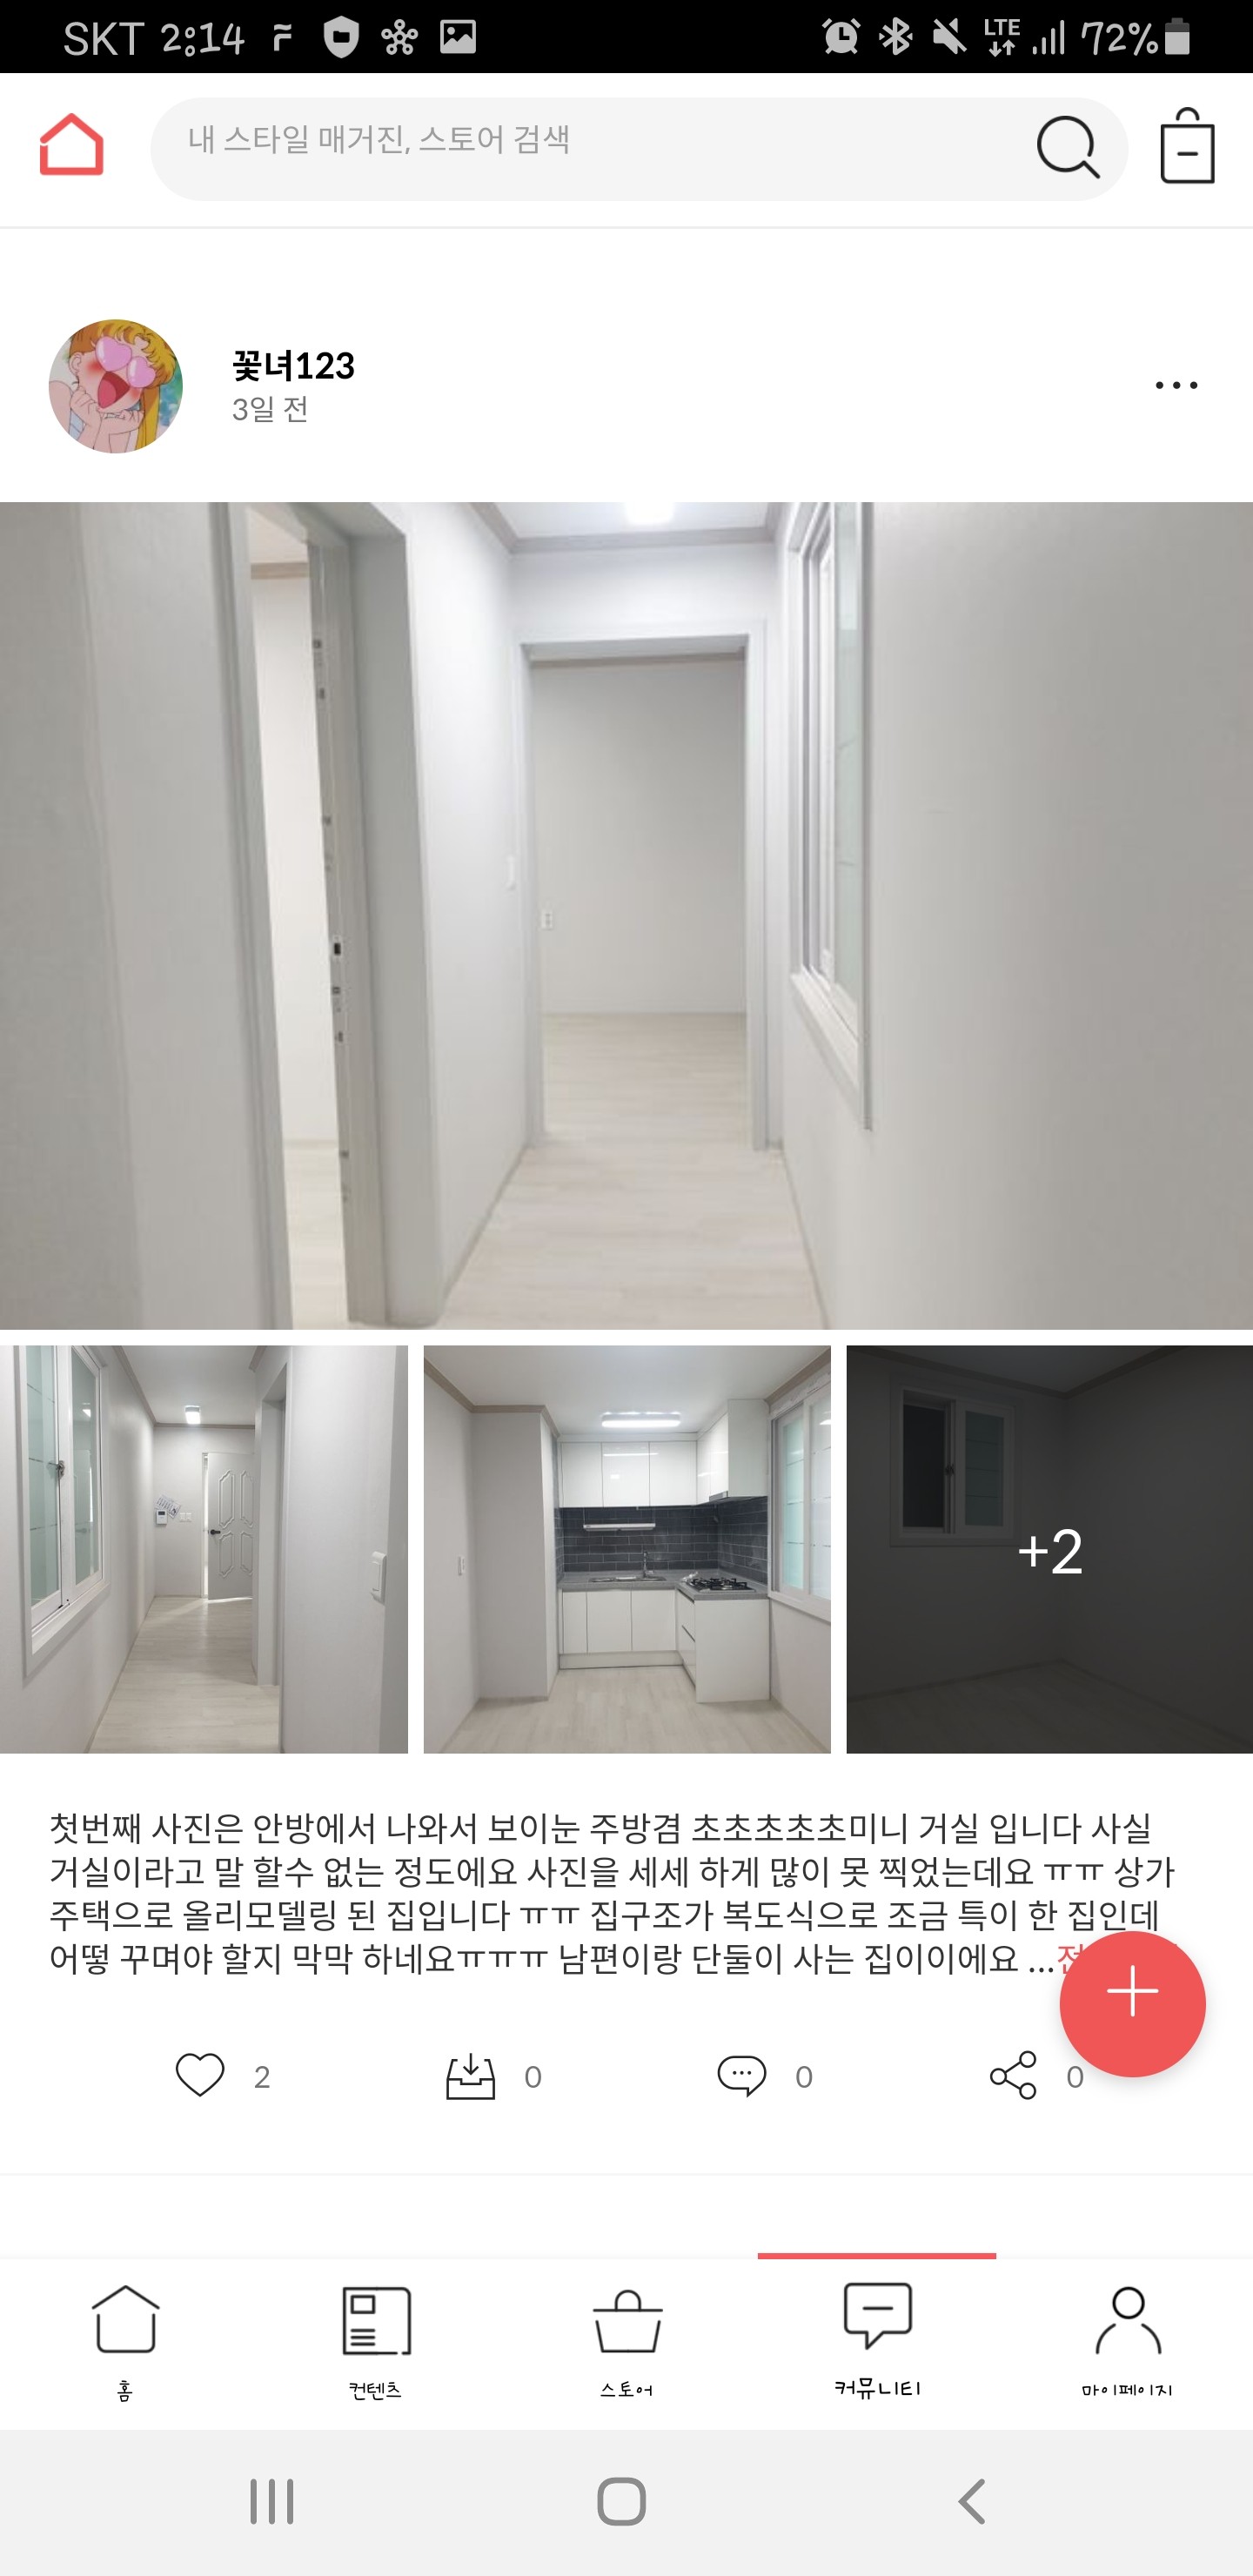 SKT 2:14
LTE
72%
내 스타일 매거진, 스토어 검색
꽃녀123
3일 전
+2
첫번째 사진은 안방에서 나와서 보이눈 주방겸 초초초초초미니 거실 입니다 사실
거실이라고 말 할수 없는 정도에요 사진을 세세 하게 많이 못 찍었는데요 ㅠㅠ 상가
주택으로 올리모델링 된 집입니다 ㅠㅠ 집구조가 복도식으로 조금 특이 한 집인데
어떻 꾸며야 할지 막막 하네요ㅠㅠㅠ 남편이랑 단둘이 사는 집이이에요 ...
2
0
0
0
홈
컨텐츠
스토어
커뮤니티
마이페이지